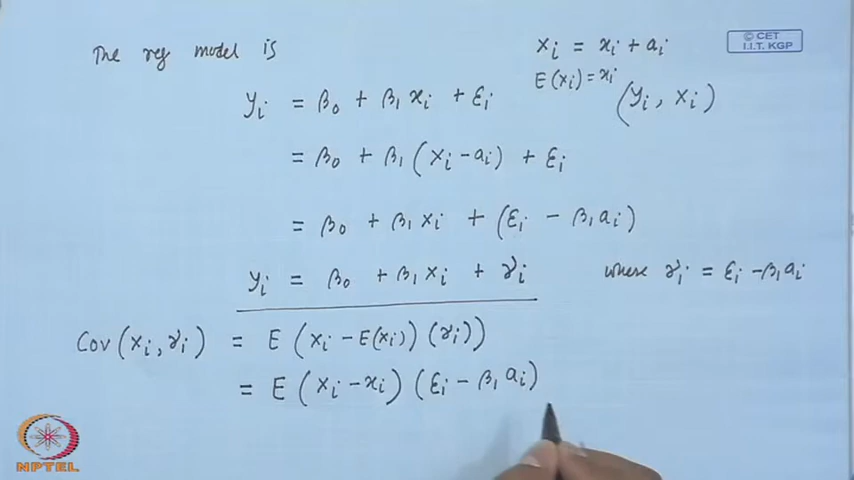 The reg model is
X_i = x_i + a_i
© CET
I.I.T. KGP
E(X_i) = x_i
(y_i, X_i)
y_i = β_0 + β_1 x_i + ε_i
= β_0 + β_1 (X_i - a_i) + ε_i
= β_0 + β_1 X_i + (ε_i - β_1 a_i)
y_i = β_0 + β_1 X_i + γ_i where γ_i = ε_i - β_1 a_i
Cov(X_i, γ_i) = E (X_i - E(X_i)) (γ_i))
= E (X_i - x_i) (ε_i - β_1 a_i)
NPTEL